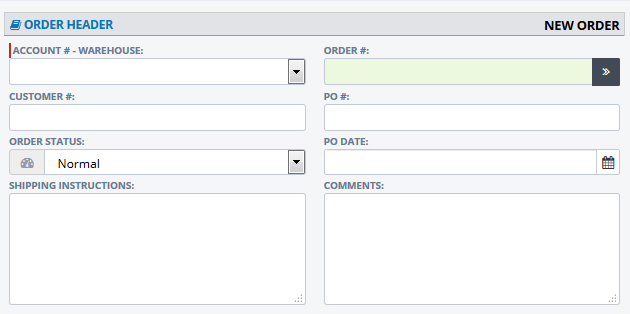 ORDER HEADER NEW ORDER
ACCOUNT # - WAREHOUSE: ORDER #:
CUSTOMER #: PO #:
ORDER STATUS: PO DATE:
Normal
SHIPPING INSTRUCTIONS: COMMENTS: